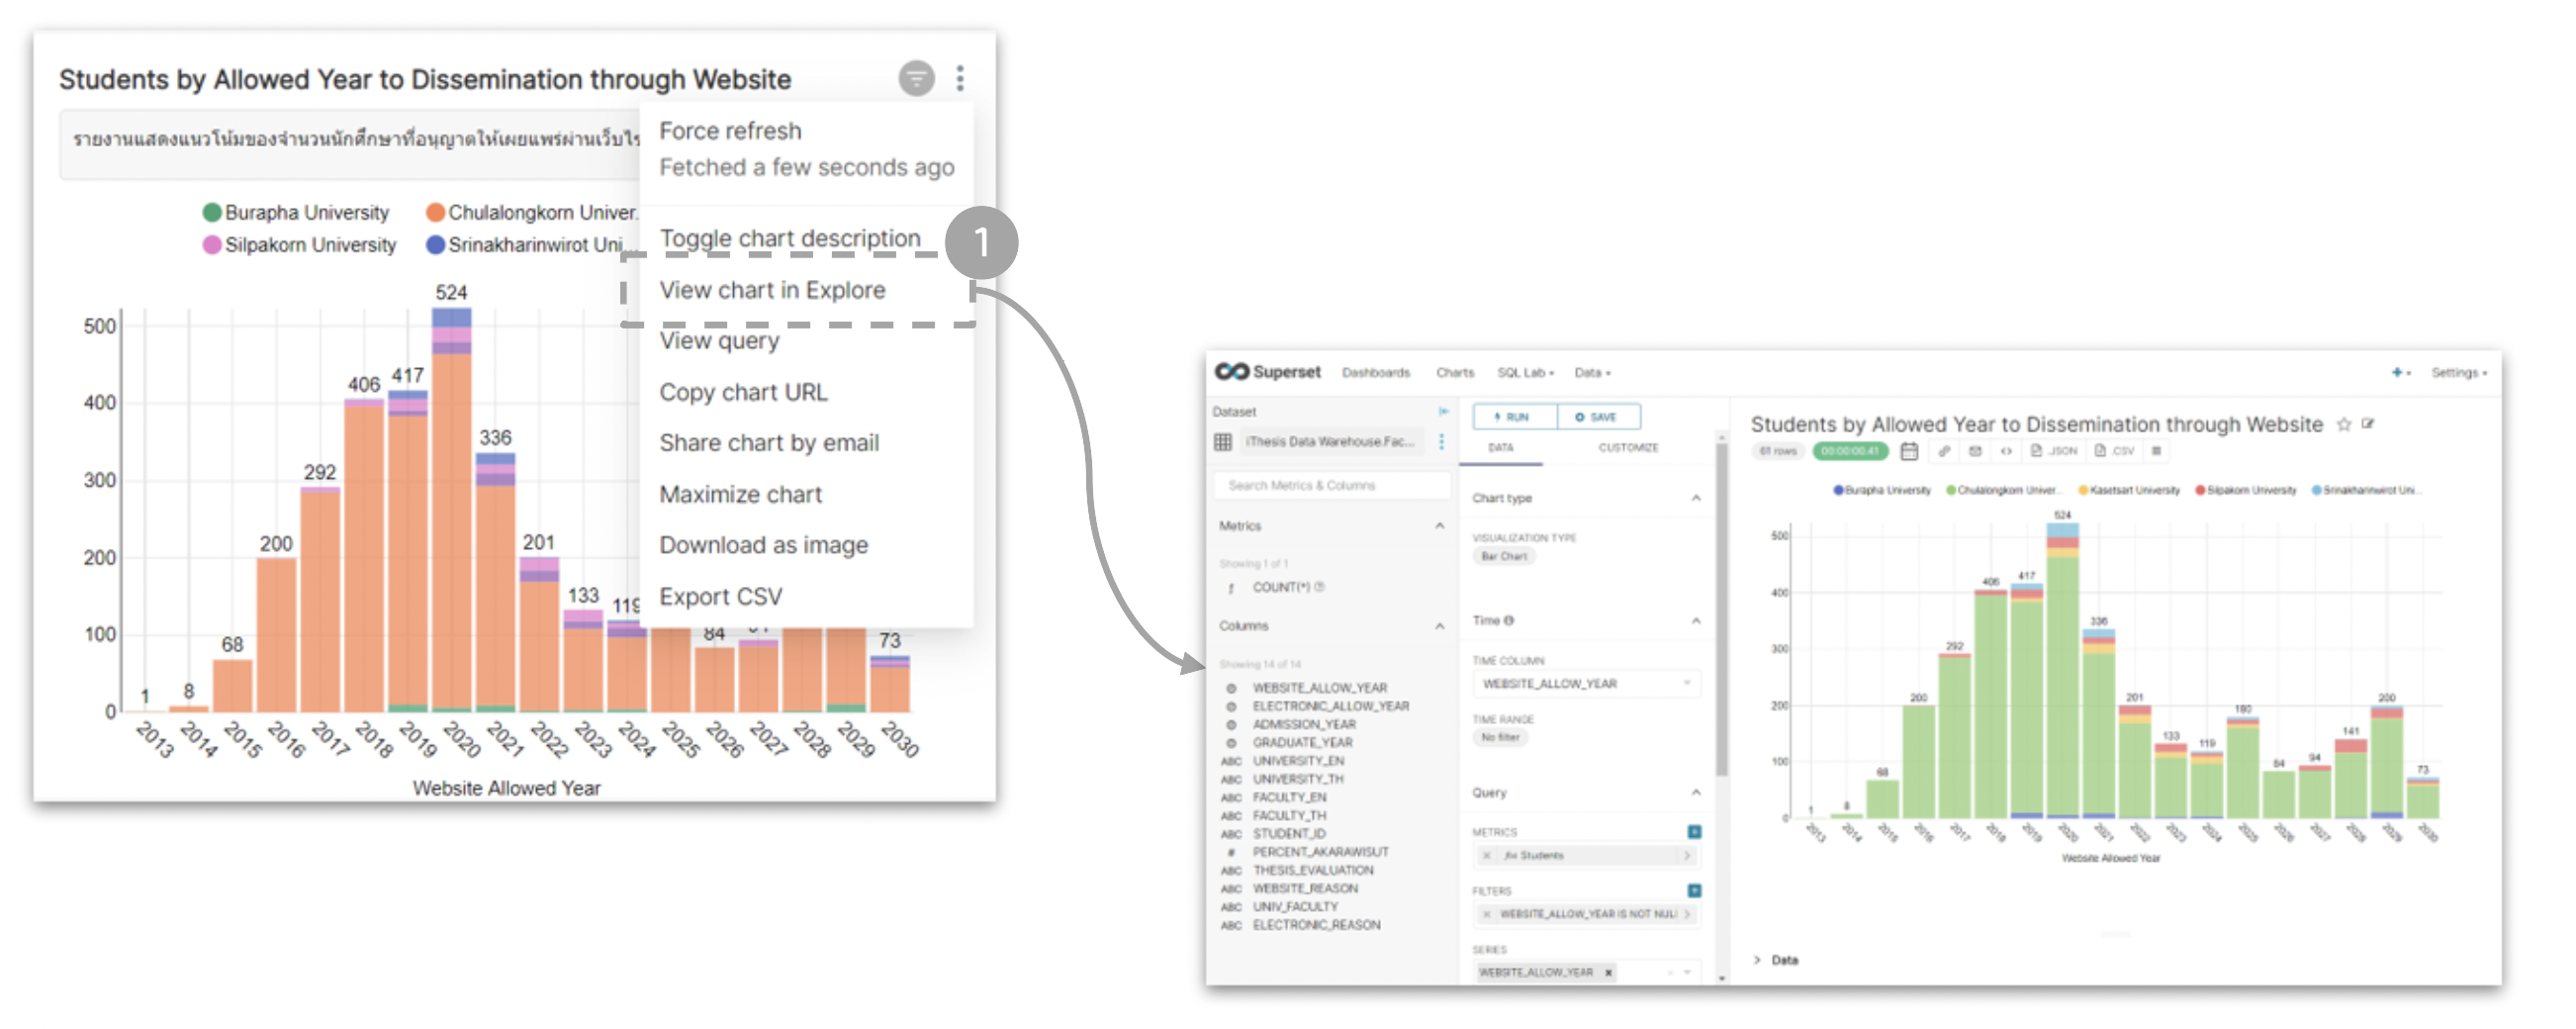 Students by Allowed Year to Dissemination through Website
รายงานแสดงแนวโน้มของจำนวนนักศึกษาที่อนุญาตให้เผยแพร่ผ่านเว็บไซ
Burapha University
Chulalongkorn Univer...
Silpakorn University
Srinakharinwirot Uni...
Force refresh
Fetched a few seconds ago
Toggle chart description
View chart in Explore
View query
Copy chart URL
Share chart by email
Maximize chart
Download as image
Export CSV
1
500
400
300
200
100
0
1
8
68
200
292
406
417
524
336
201
133
119
84
73
2013
2014
2015
2016
2017
2018
2019
2020
2021
2022
2023
2024
2025
2026
2027
2028
2029
2030
Website Allowed Year
Superset
Dashboards
Charts
SQL Lab
Data
Settings
Dataset
iThesis Data Warehouse.Fac...
Search Metrics & Columns
Metrics
Showing 1 of 1
f COUNT(*)
Columns
Showing 14 of 14
WEBSITE_ALLOW_YEAR
ELECTRONIC_ALLOW_YEAR
ADMISSION_YEAR
GRADUATE_YEAR
ABC UNIVERSITY_EN
ABC UNIVERSITY_TH
ABC FACULTY_EN
ABC FACULTY_TH
ABC STUDENT_ID
# PERCENT_AKARAWISUT
ABC THESIS_EVALUATION
ABC WEBSITE_REASON
ABC UNIV_FACULTY
ABC ELECTRONIC_REASON
RUN
SAVE
DATA
CUSTOMIZE
Chart type
VISUALIZATION TYPE
Bar Chart
Time
TIME COLUMN
WEBSITE_ALLOW_YEAR
TIME RANGE
No filter
Query
METRICS
f(x) Students
FILTERS
WEBSITE_ALLOW_YEAR IS NOT NUL
SERIES
WEBSITE_ALLOW_YEAR
Students by Allowed Year to Dissemination through Website
61 rows
00:00:00.41
.JSON
.CSV
Burapha University
Chulalongkorn Univer...
Kasetsart University
Silpakorn University
Srinakharinwirot Uni...
500
400
300
200
100
0
1
8
68
200
292
406
417
524
336
201
133
119
180
84
94
141
200
73
2013
2014
2015
2016
2017
2018
2019
2020
2021
2022
2023
2024
2025
2026
2027
2028
2029
2030
Website Allowed Year
Data